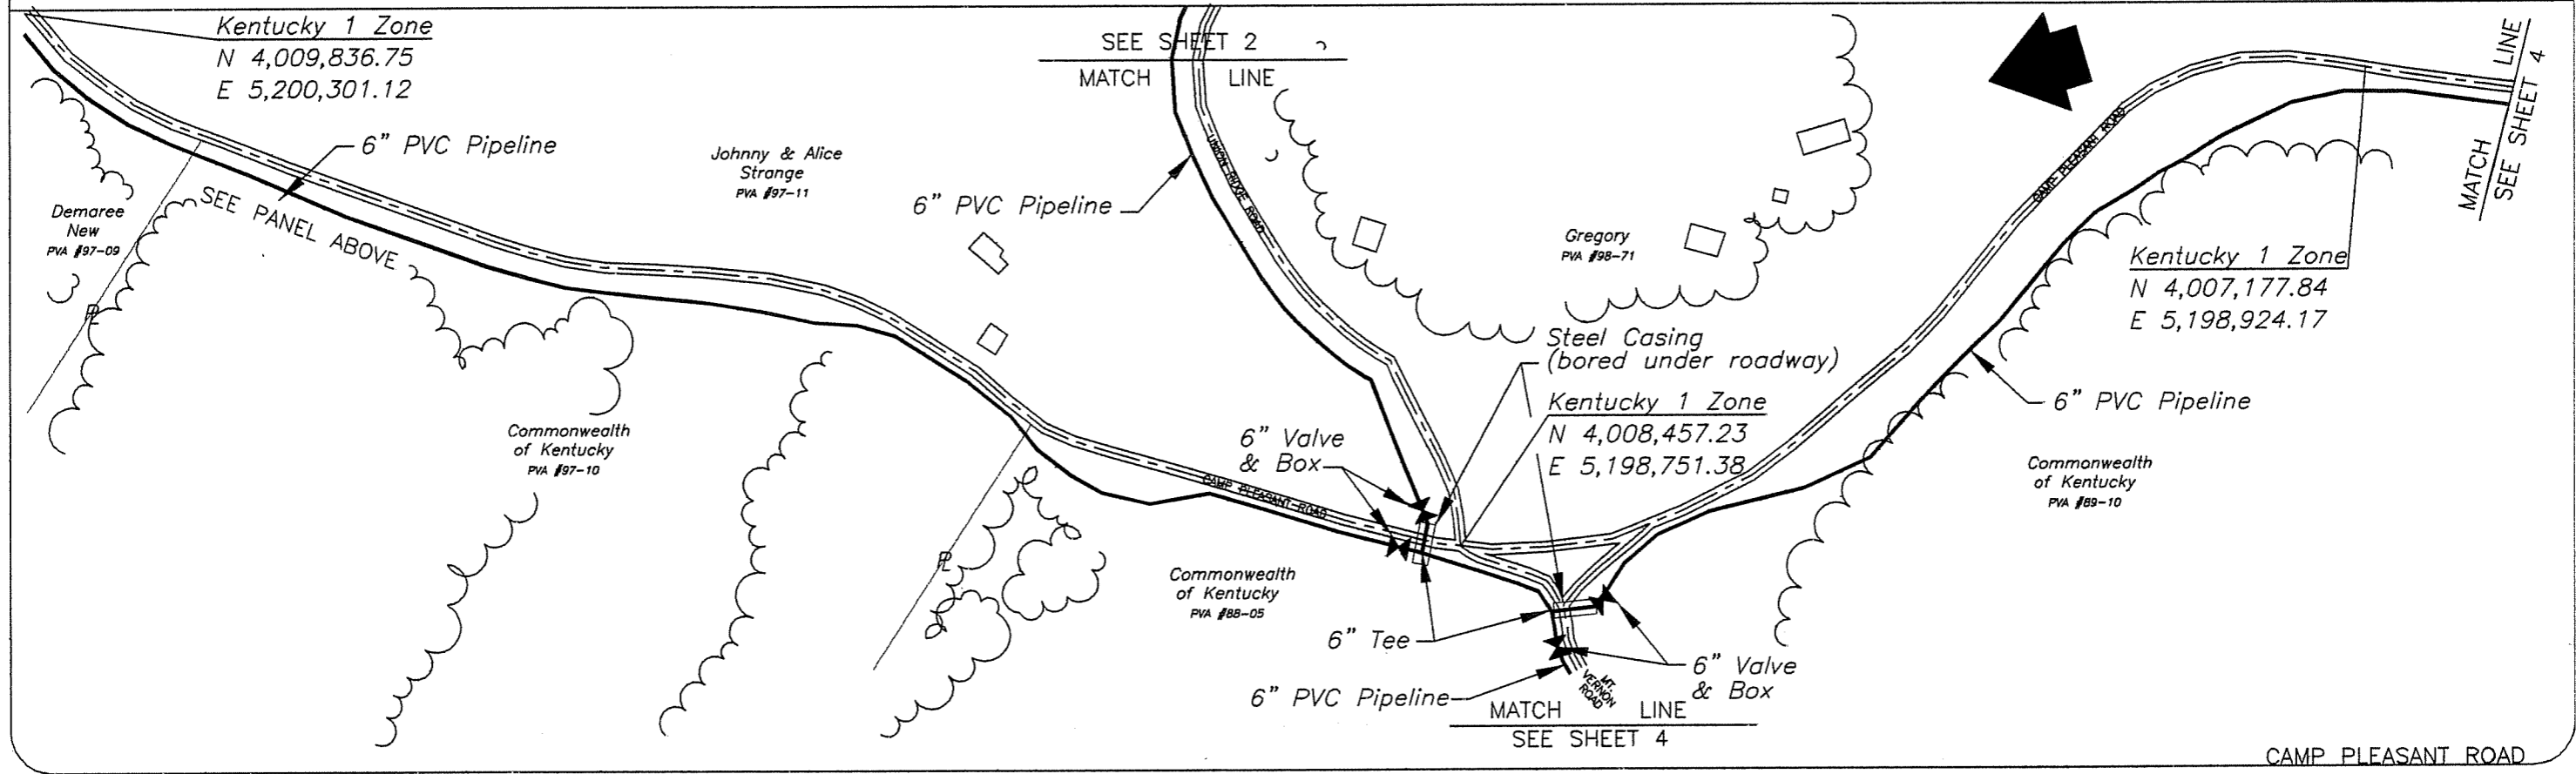 Kentucky 1 Zone
N 4,009,836.75
E 5,200,301.12
6" PVC Pipeline
Demaree
New
PVA #97-09
SEE PANEL ABOVE
PL
Johnny & Alice
Strange
PVA #97-11
Commonwealth
of Kentucky
PVA #97-10
SEE SHEET 2
MATCH LINE
6" PVC Pipeline
UNION RIDGE ROAD
Gregory
PVA #98-71
CAMP PLEASANT ROAD
MATCH LINE
SEE SHEET 4
Kentucky 1 Zone
N 4,007,177.84
E 5,198,924.17
Steel Casing
(bored under roadway)
Kentucky 1 Zone
N 4,008,457.23
E 5,198,751.38
6" Valve
& Box
CAMP PLEASANT ROAD
6" PVC Pipeline
Commonwealth
of Kentucky
PVA #89-10
PL
Commonwealth
of Kentucky
PVA #88-05
6" Tee
6" Valve
& Box
6" PVC Pipeline
MT.
VERNON
ROAD
MATCH LINE
SEE SHEET 4
CAMP PLEASANT ROAD